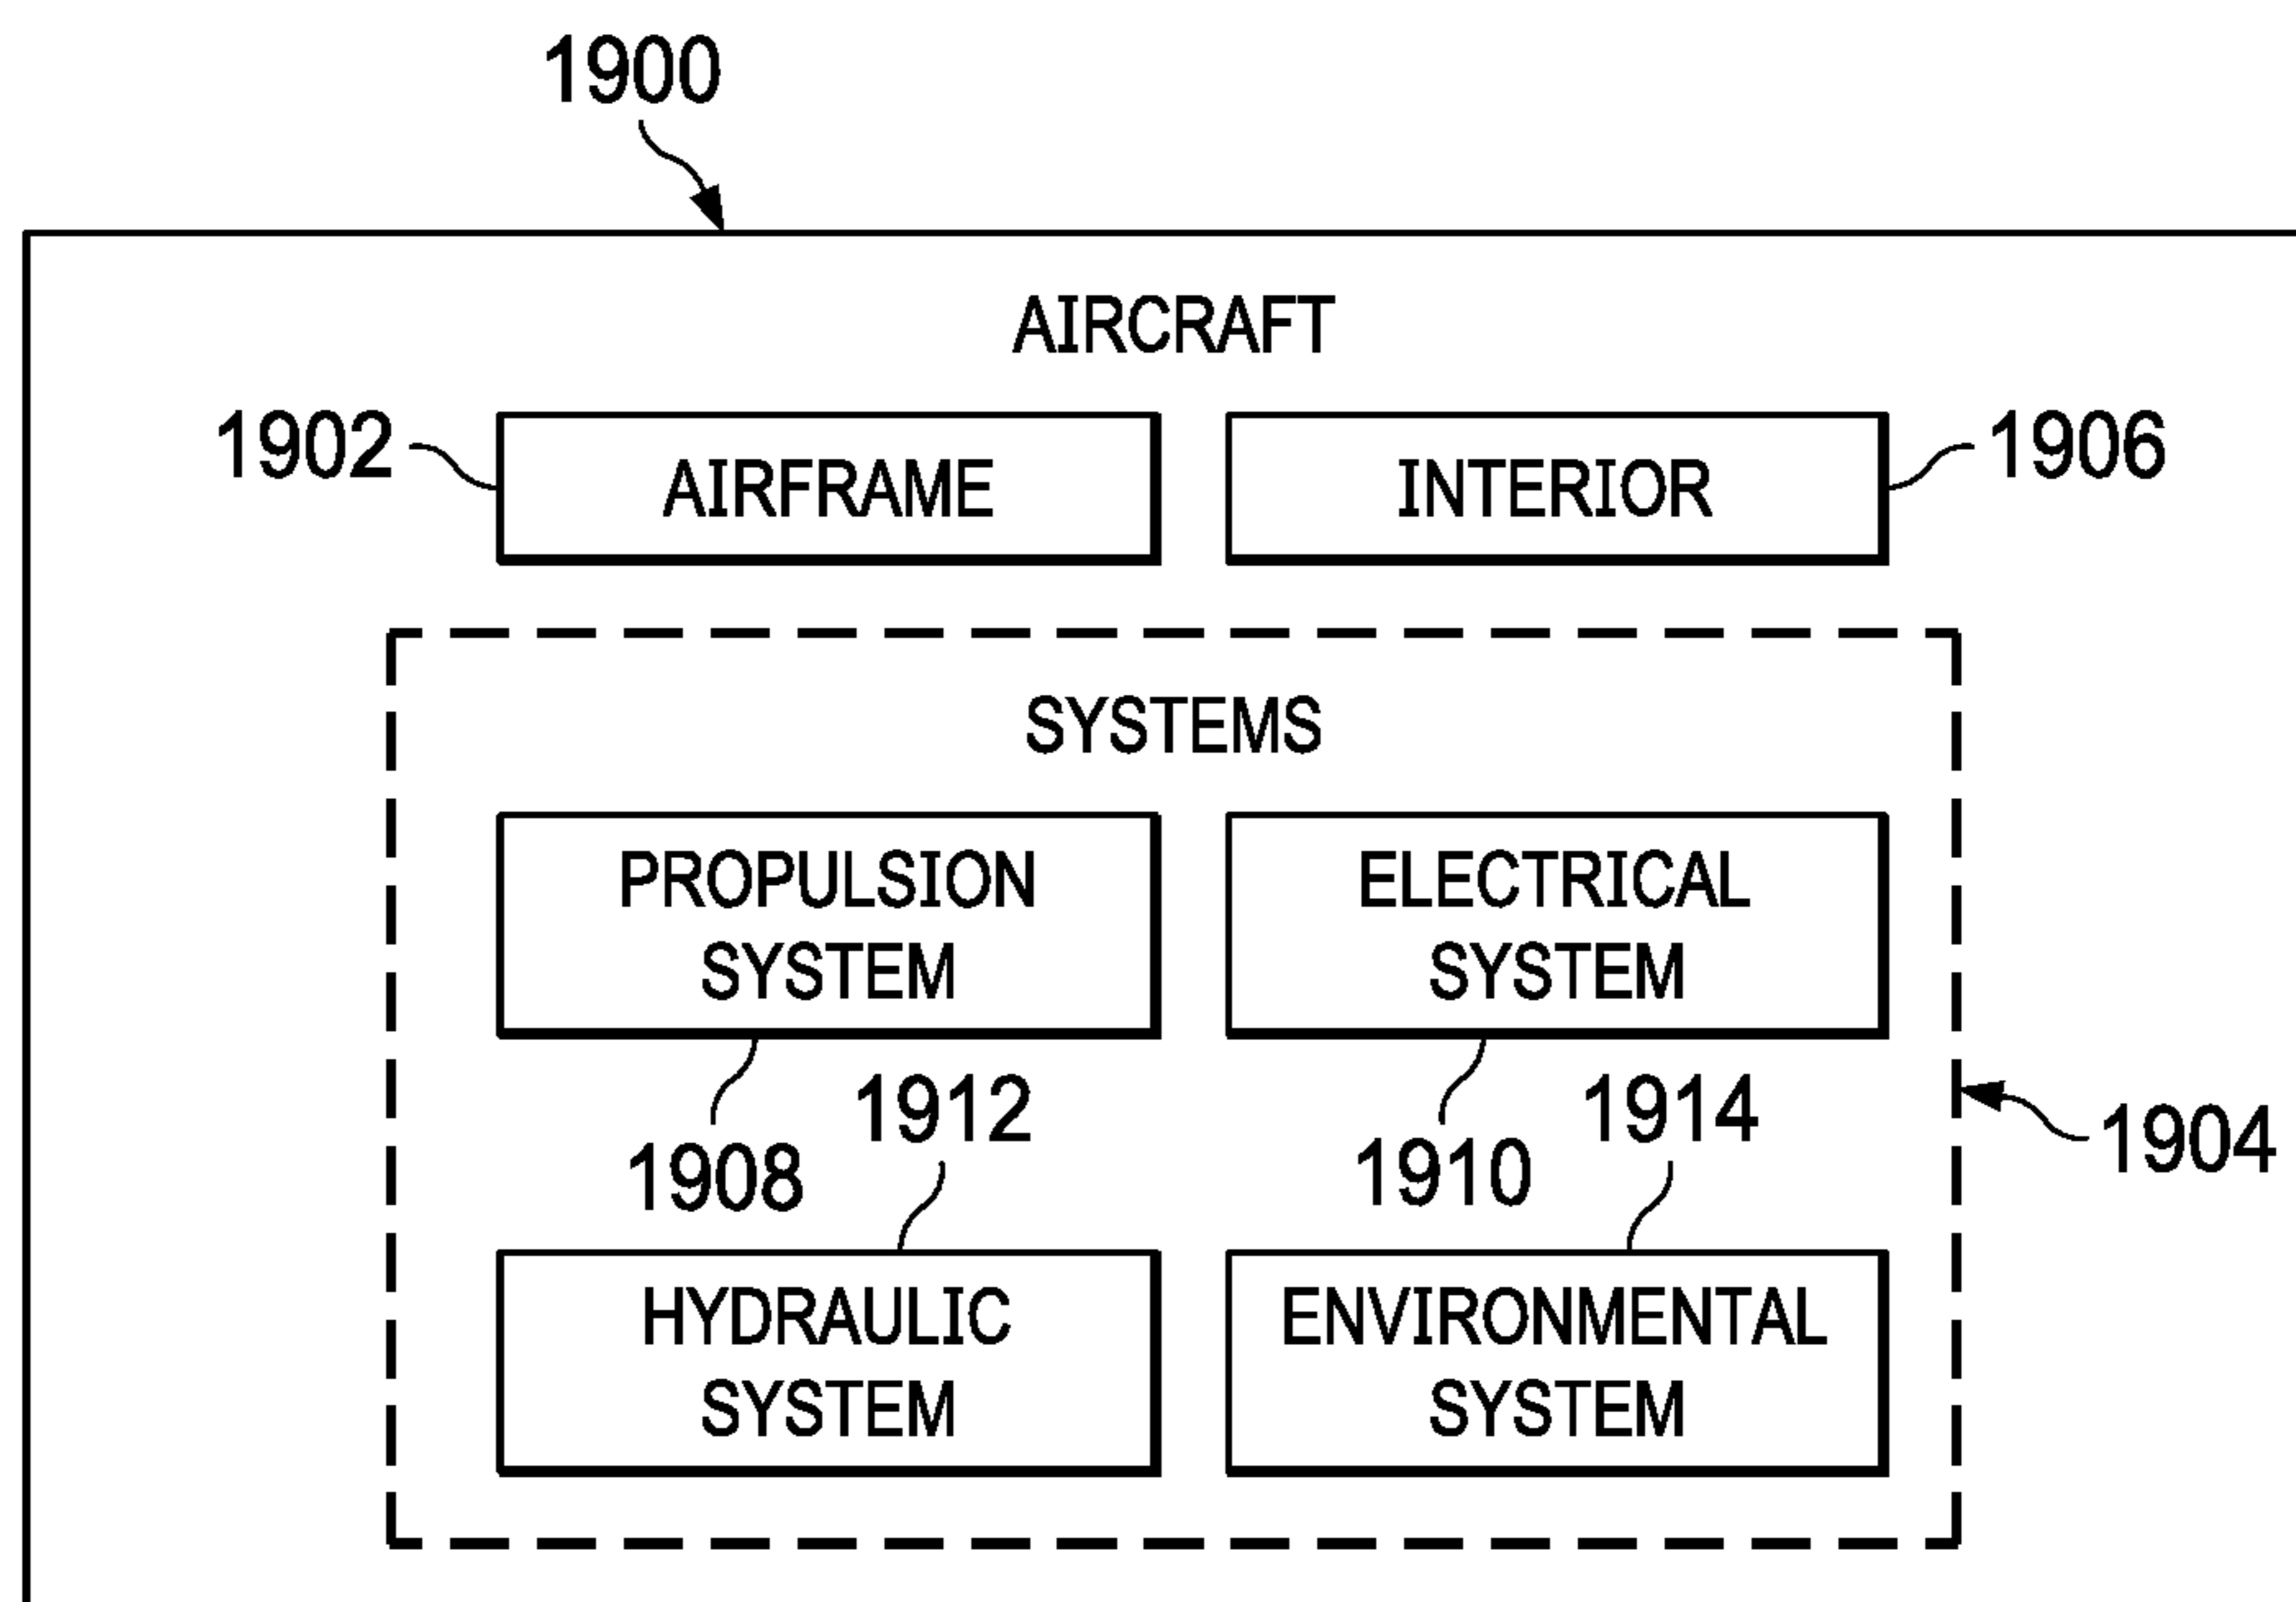 1900
AIRCRAFT
1902
AIRFRAME
INTERIOR
1906
SYSTEMS
PROPULSION
SYSTEM
ELECTRICAL
SYSTEM
1908
1912
1910
1914
1904
HYDRAULIC
SYSTEM
ENVIRONMENTAL
SYSTEM